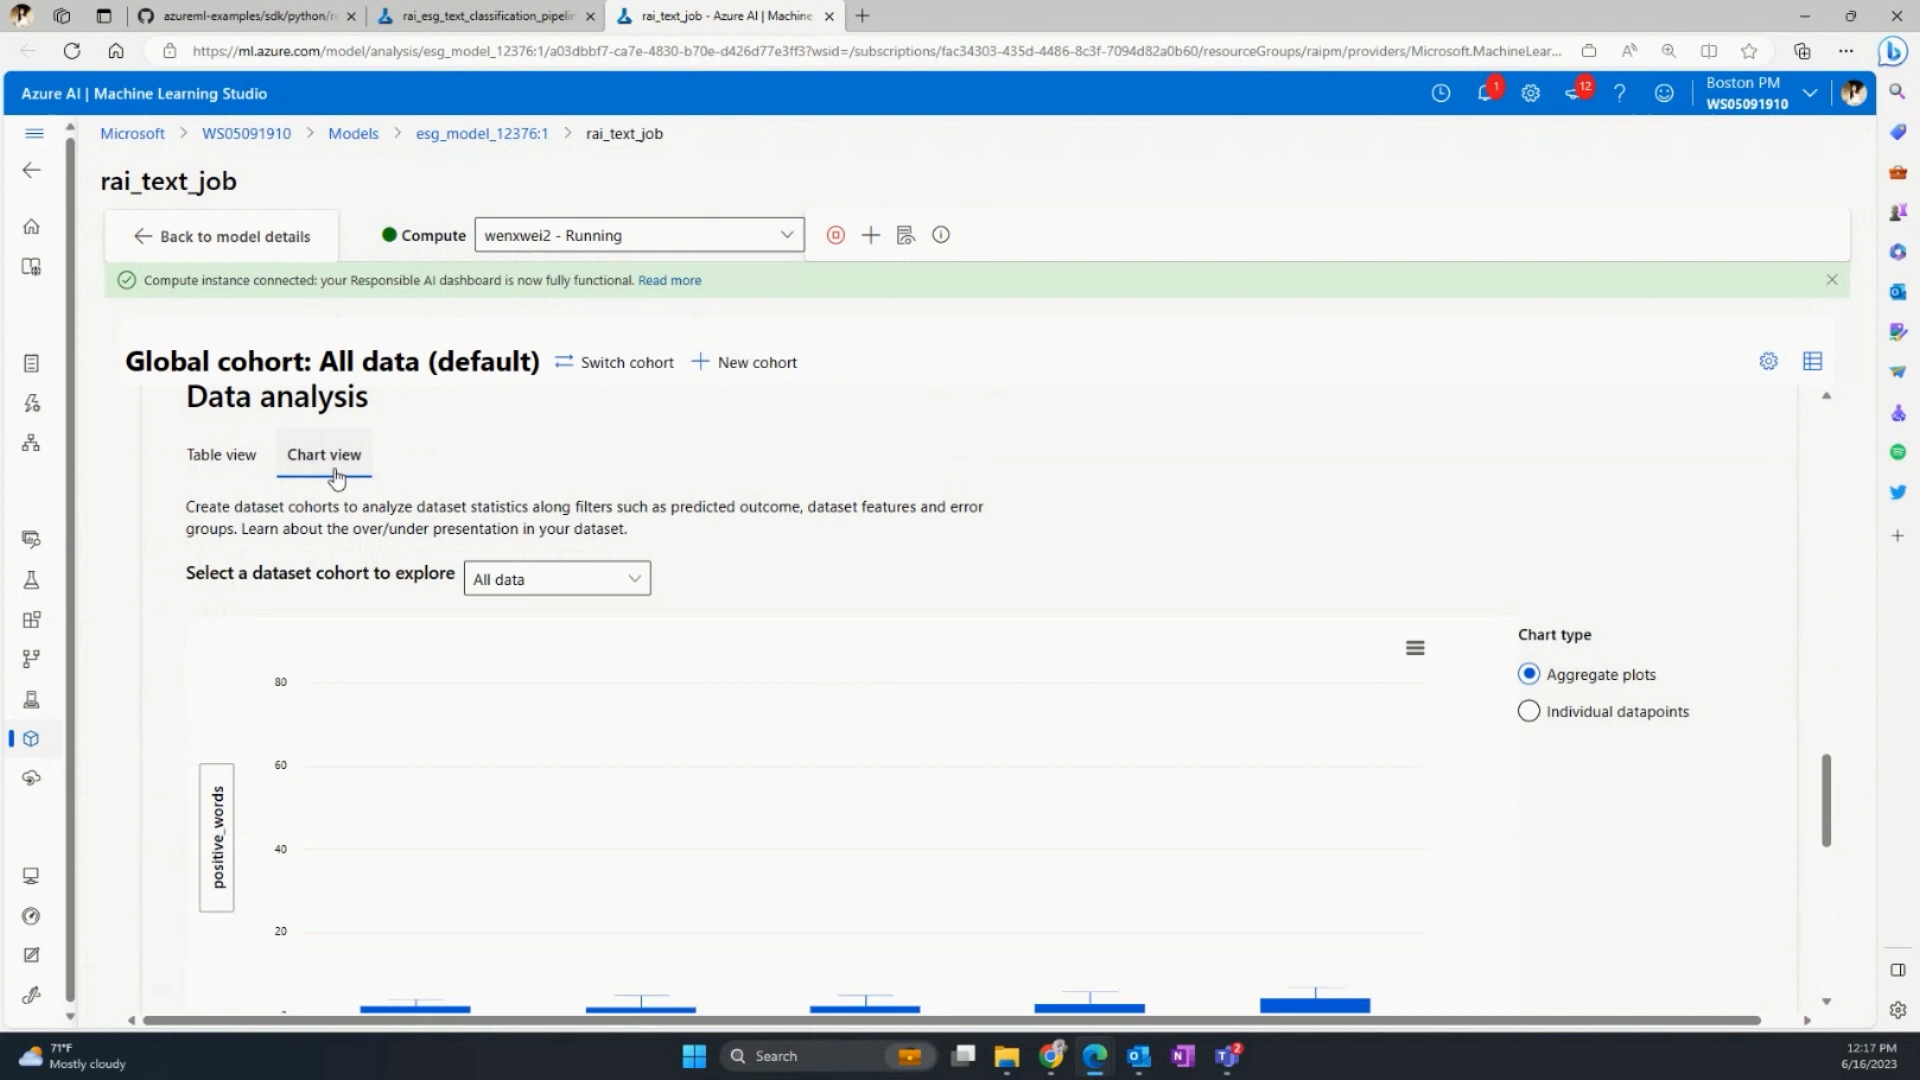 azureml-examples/sdk/python/r
rai_esg_text_classification_pipelin
rai_text_job - Azure AI | Machine
https://ml.azure.com/model/analysis/esg_model_12376:1/a03dbbf7-ca7e-4830-b70e-d426d77e3ff3?wsid=/subscriptions/fac34303-435d-4486-8c3f-7094d82a0b60/resourceGroups/raipm/providers/Microsoft.MachineLear...
Azure AI | Machine Learning Studio
1
12
Boston PM
WS05091910
Microsoft > WS05091910 > Models > esg_model_12376:1 > rai_text_job
rai_text_job
Back to model details
Compute
wenxwei2 - Running
Compute instance connected: your Responsible AI dashboard is now fully functional. Read more
Global cohort: All data (default)
Switch cohort
New cohort
Data analysis
Table view
Chart view
Create dataset cohorts to analyze dataset statistics along filters such as predicted outcome, dataset features and error
groups. Learn about the over/under presentation in your dataset.
Select a dataset cohort to explore
All data
Chart type
Aggregate plots
Individual datapoints
80
60
40
20
positive_words
71°F
Mostly cloudy
Search
2
12:17 PM
6/16/2023